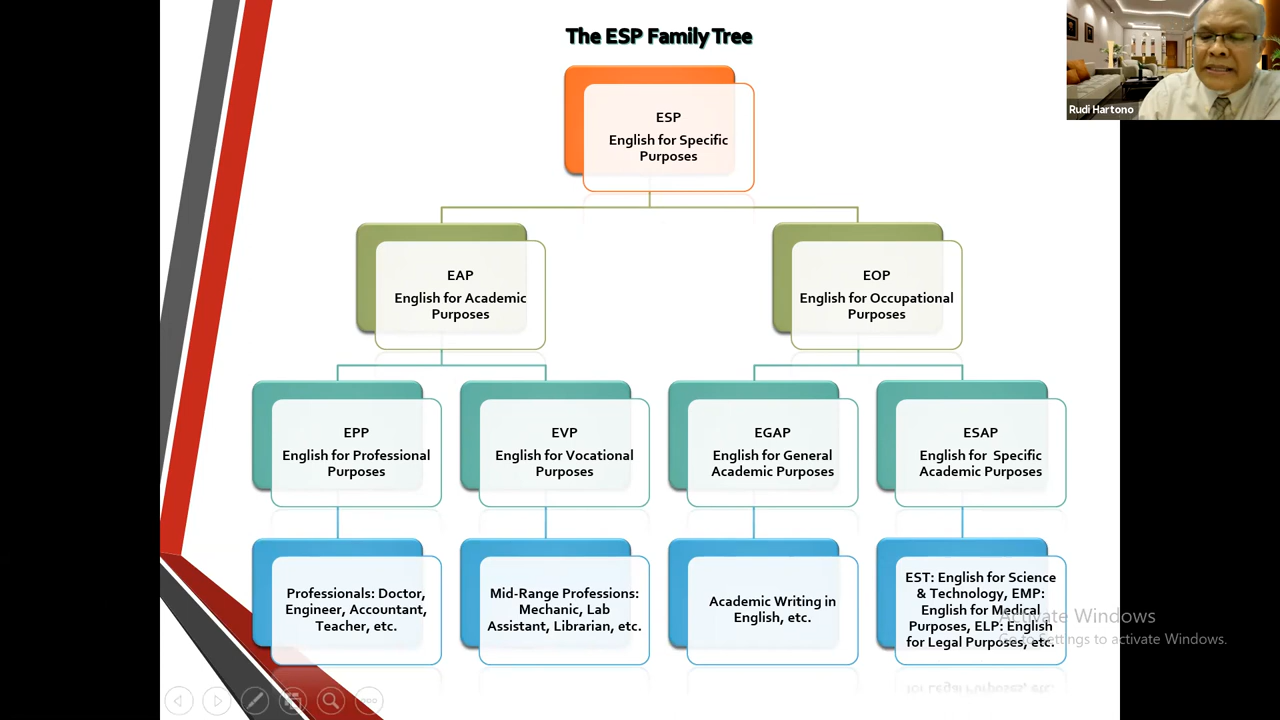 The ESP Family Tree
Rudi Hartono
ESP
English for Specific
Purposes
EAP
English for Academic
Purposes
EOP
English for Occupational
Purposes
EPP
English for Professional
Purposes
EVP
English for Vocational
Purposes
EGAP
English for General
Academic Purposes
ESAP
English for Specific
Academic Purposes
Professionals: Doctor,
Engineer, Accountant,
Teacher, etc.
Mid-Range Professions:
Mechanic, Lab
Assistant, Librarian, etc.
Academic Writing in
English, etc.
EST: English for Science
& Technology, EMP:
English for Medical
Purposes, ELP: English
for Legal Purposes, etc.
Activate Windows
Go to Settings to activate Windows.